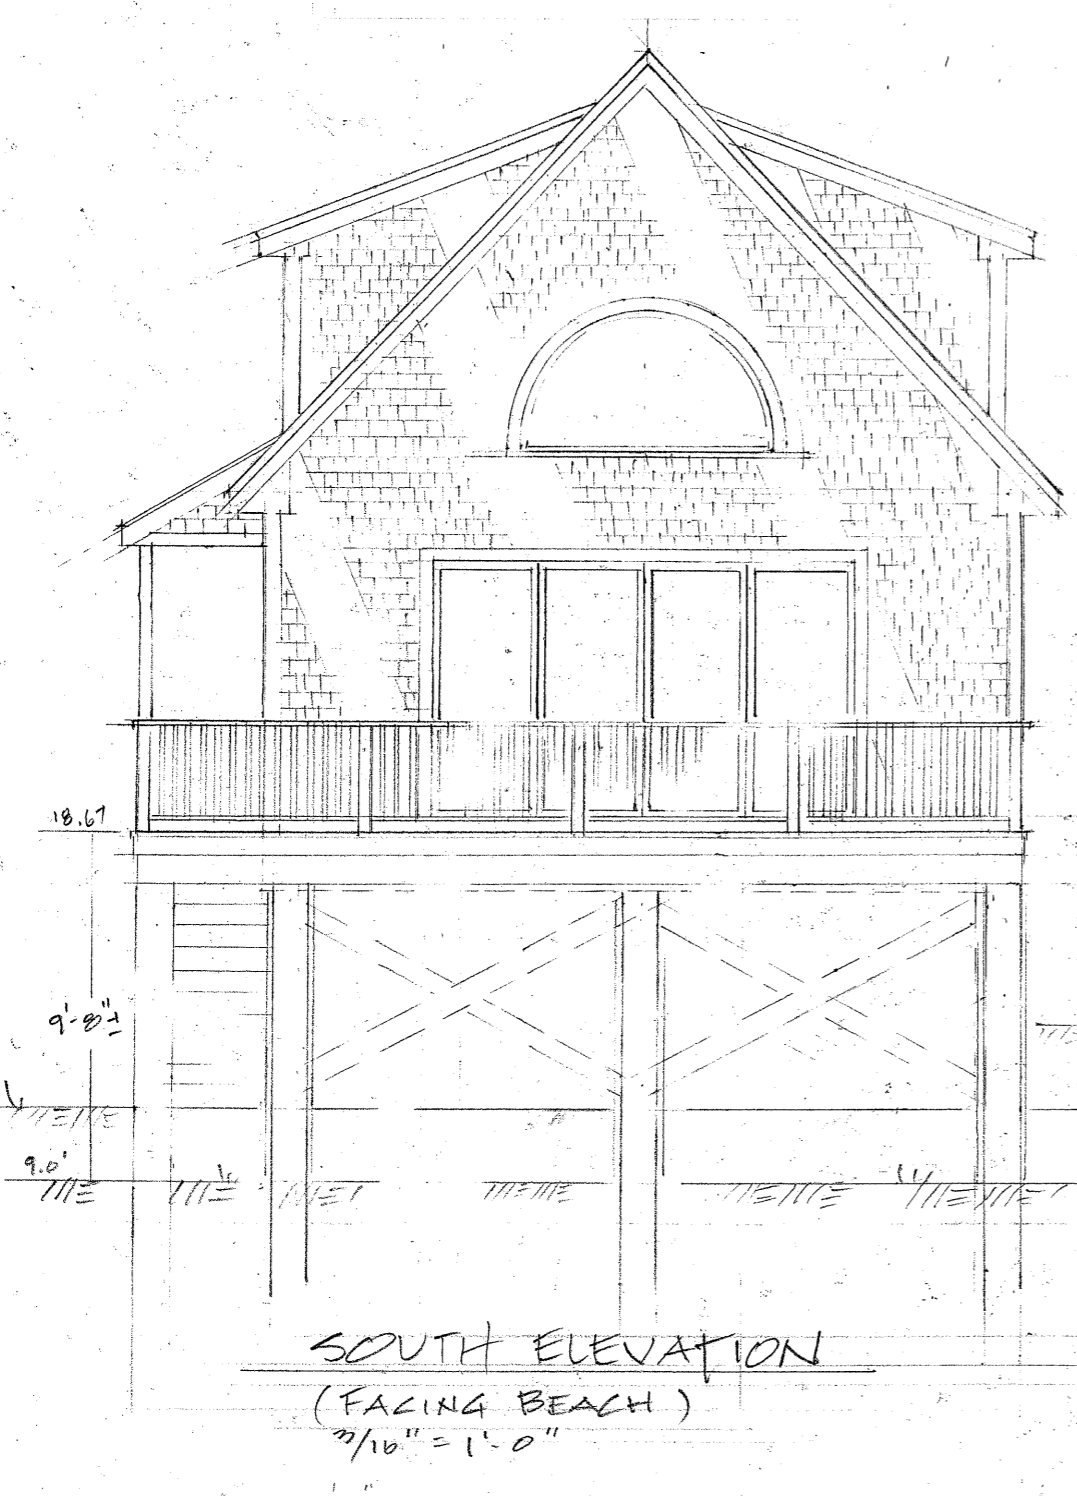 18.67
9'-8"±
9.0'
SOUTH ELEVATION
(FACING BEACH)
3/16" = 1'-0"